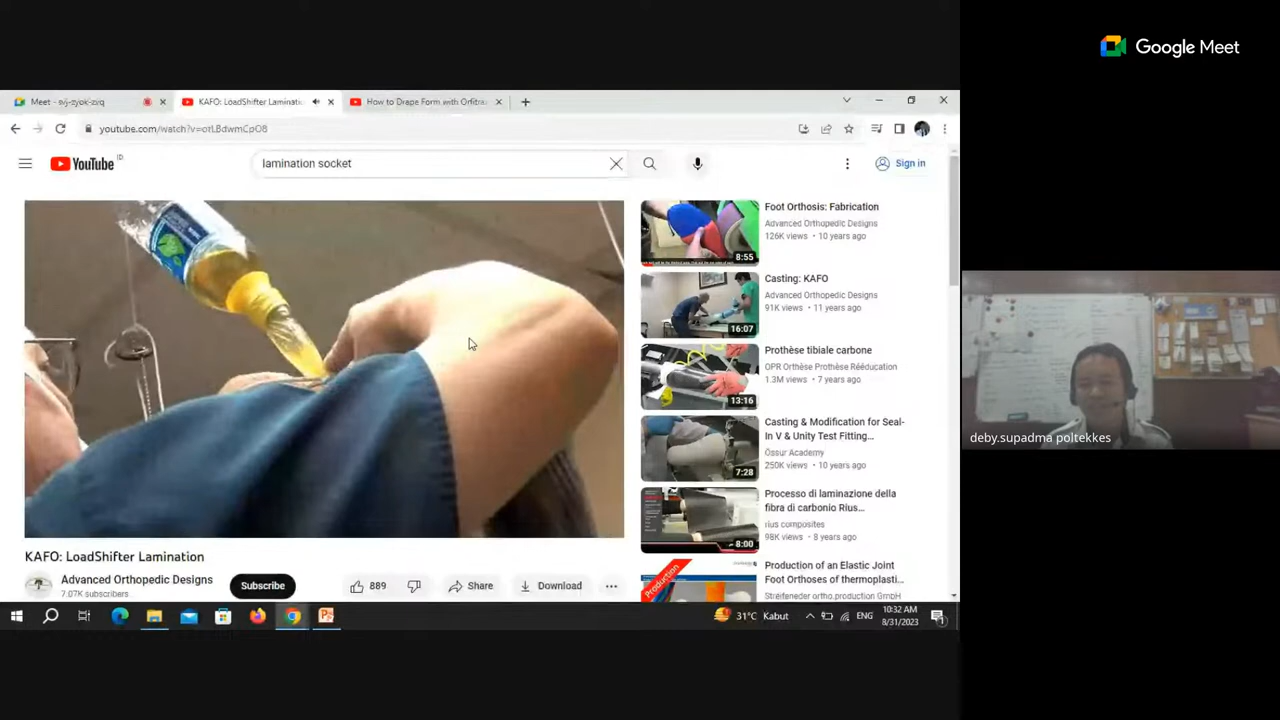 Google Meet
Meet - svj-zyok-zvq
KAFO: LoadShifter Laminatio
How to Drape Form with Orfitra
youtube.com/watch?v=otLBdwmCpO8
YouTube ID
lamination socket
Sign in
Foot Orthosis: Fabrication
Advanced Orthopedic Designs
126K views • 10 years ago
8:55
Casting: KAFO
Advanced Orthopedic Designs
91K views • 11 years ago
16:07
Prothèse tibiale carbone
OPR Orthèse Prothèse Rééducation
1.3M views • 7 years ago
13:16
Casting & Modification for Seal-
In V & Unity Test Fitting...
Össur Academy
250K views • 10 years ago
7:28
Processo di laminazione della
fibra di carbonio Rius...
rius composites
98K views • 8 years ago
8:00
Production of an Elastic Joint
Foot Orthoses of thermoplasti...
Streifeneder ortho.production GmbH
Production
KAFO: LoadShifter Lamination
Advanced Orthopedic Designs
7.07K subscribers
Subscribe
889
Share
Download
deby.supadma poltekkes
31°C Kabut
ENG
10:32 AM
8/31/2023
1